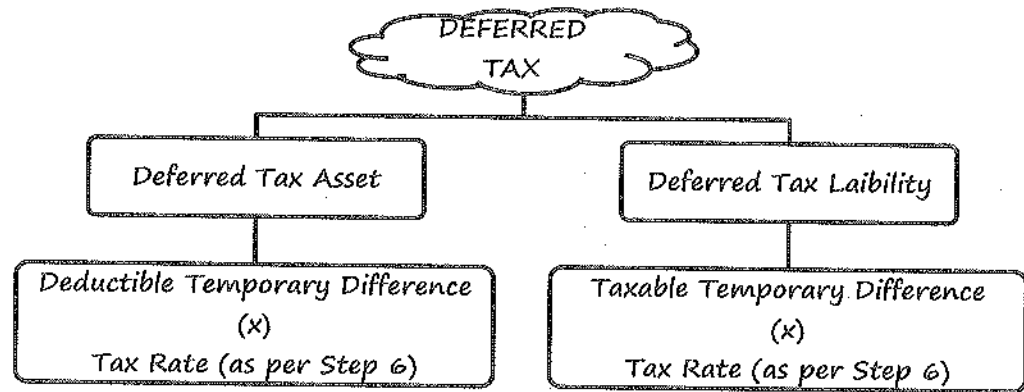 DEFERRED
TAX
Deferred Tax Asset
Deferred Tax Laibility
Deductible Temporary Difference
(x)
Tax Rate (as per Step 6)
Taxable Temporary Difference
(x)
Tax Rate (as per Step 6)